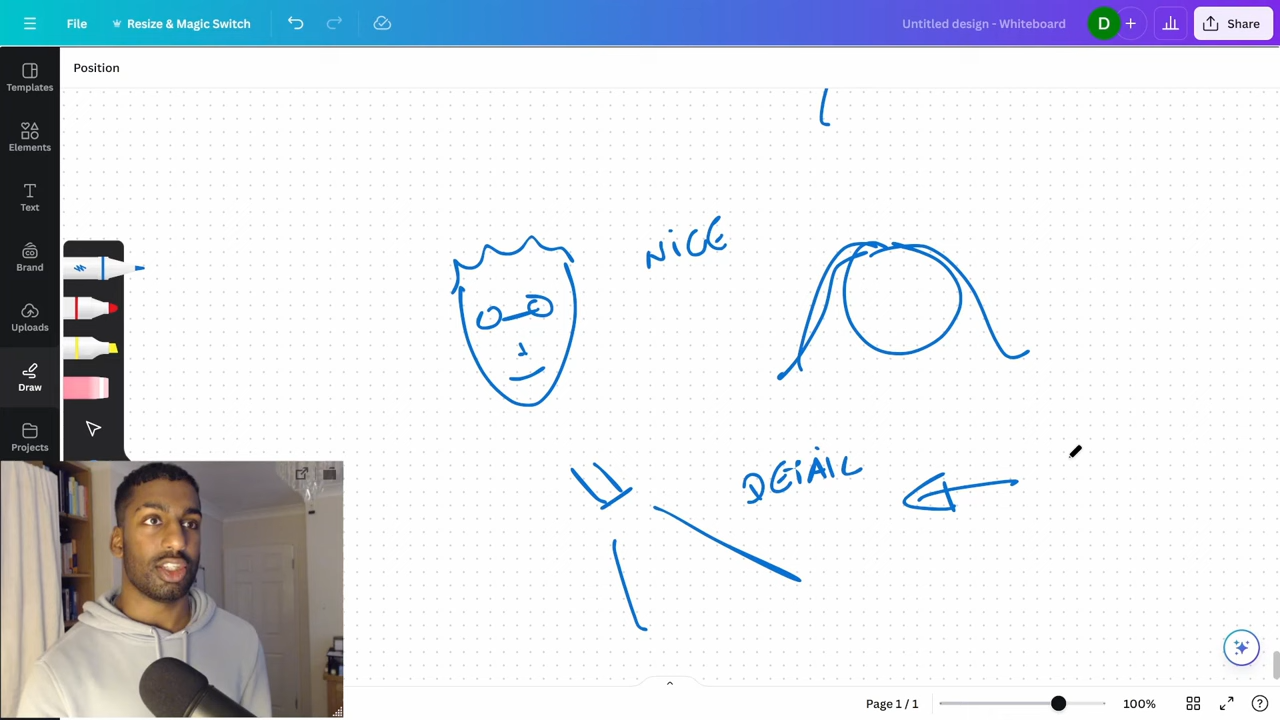 File
Resize & Magic Switch
Untitled design - Whiteboard
D
+
Share
Templates
Elements
Text
Brand
Uploads
Draw
Projects
Position
NiCE
DETAiL
Page 1 / 1
100%
?